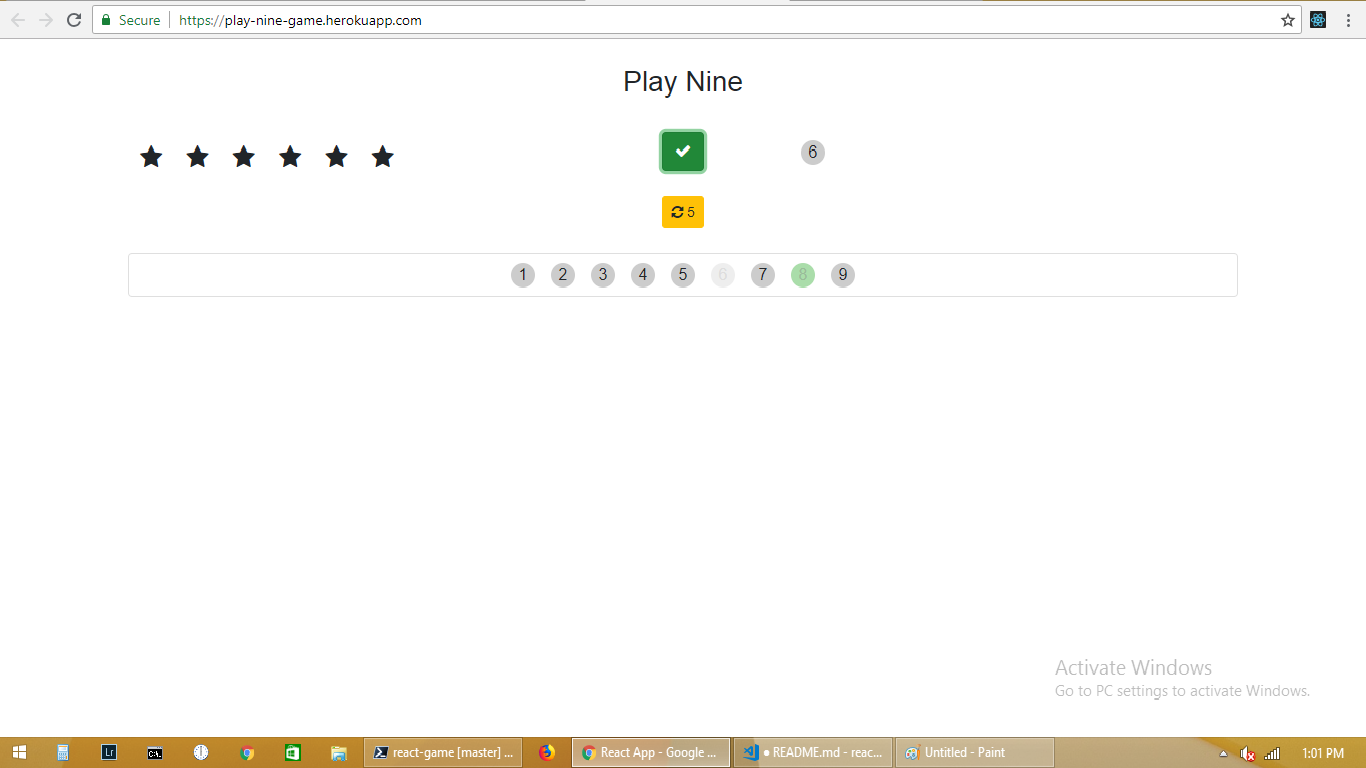 Secure https://play-nine-game.herokuapp.com
Play Nine
6
5
1 2 3 4 5 6 7 8 9
Activate Windows
Go to PC settings to activate Windows.
Lr C:\. react-game [master] ... React App - Google ... ● README.md - reac... Untitled - Paint 1:01 PM